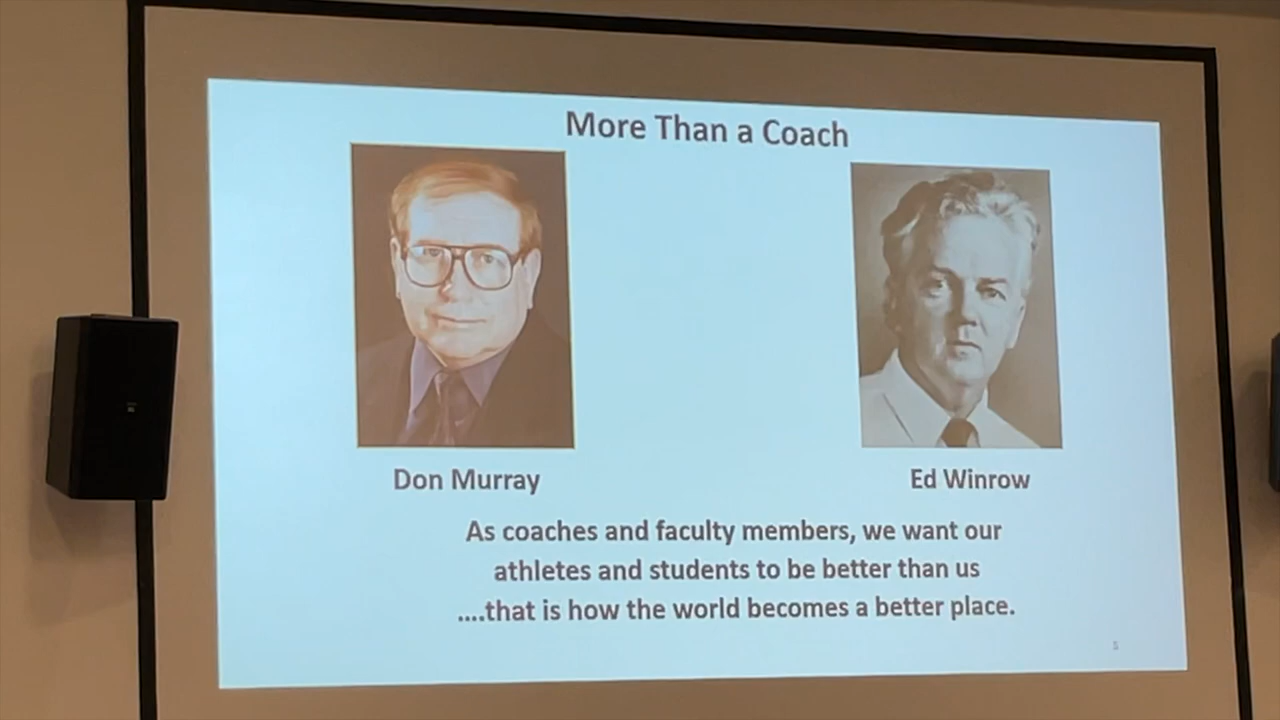 More Than a Coach
Don Murray
Ed Winrow
As coaches and faculty members, we want our
athletes and students to be better than us
....that is how the world becomes a better place.
5